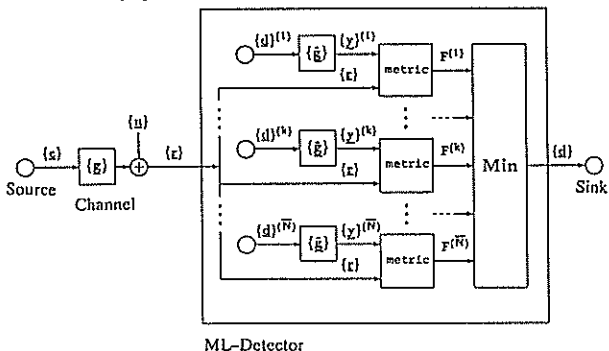 {d}⁽¹⁾ {ĝ} {y}⁽¹⁾ metric F⁽¹⁾
{r}
{n}
{d}⁽ᵏ⁾ {ĝ} {y}⁽ᵏ⁾ metric F⁽ᵏ⁾ Min {d}
{s} {g} {r} {r}
Source Channel Sink
{d}⁽N̅⁾ {ĝ} {y}⁽N̅⁾ metric F⁽N̅⁾
{r}
ML-Detector